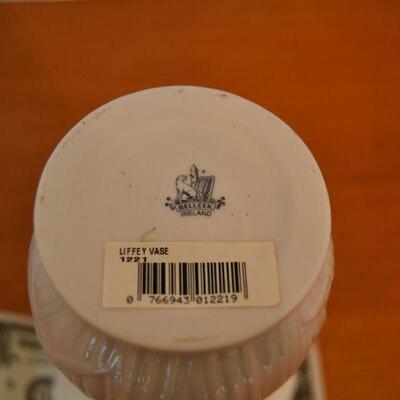 BELLEEK
IRELAND
LIFFEY VASE
1221
0 766943 012219